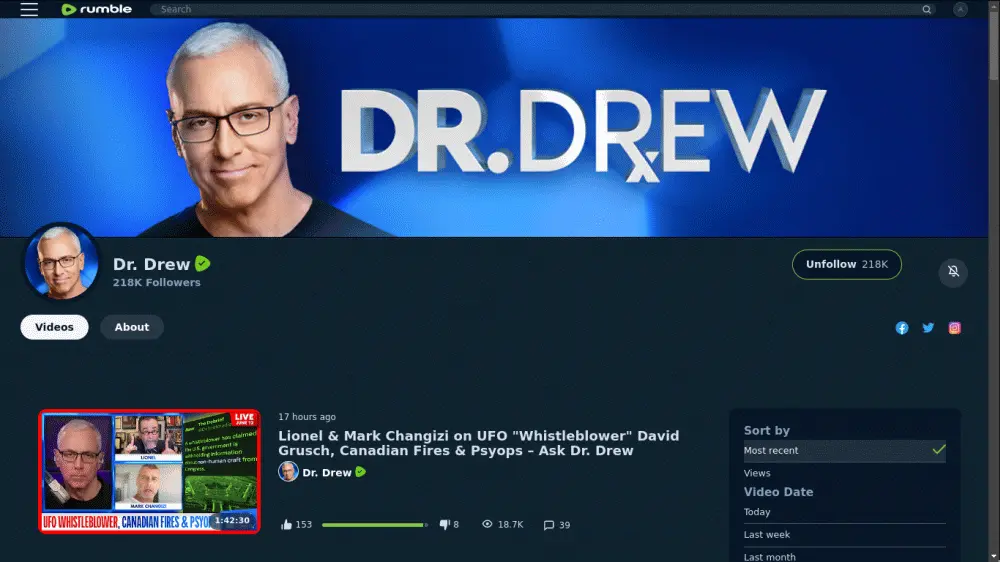 rumble
Search
DR.DREW
Dr. Drew
218K Followers
Unfollow 218K
Videos
About
LIVE
JUNE 12
LIONEL
MARK CHANGIZI
UFO WHISTLEBLOWER, CANADIAN FIRES & PSYO
1:42:30
17 hours ago
Lionel & Mark Changizi on UFO "Whistleblower" David
Grusch, Canadian Fires & Psyops – Ask Dr. Drew
Dr. Drew
153
8
18.7K
39
Sort by
Most recent
Views
Video Date
Today
Last week
Last month